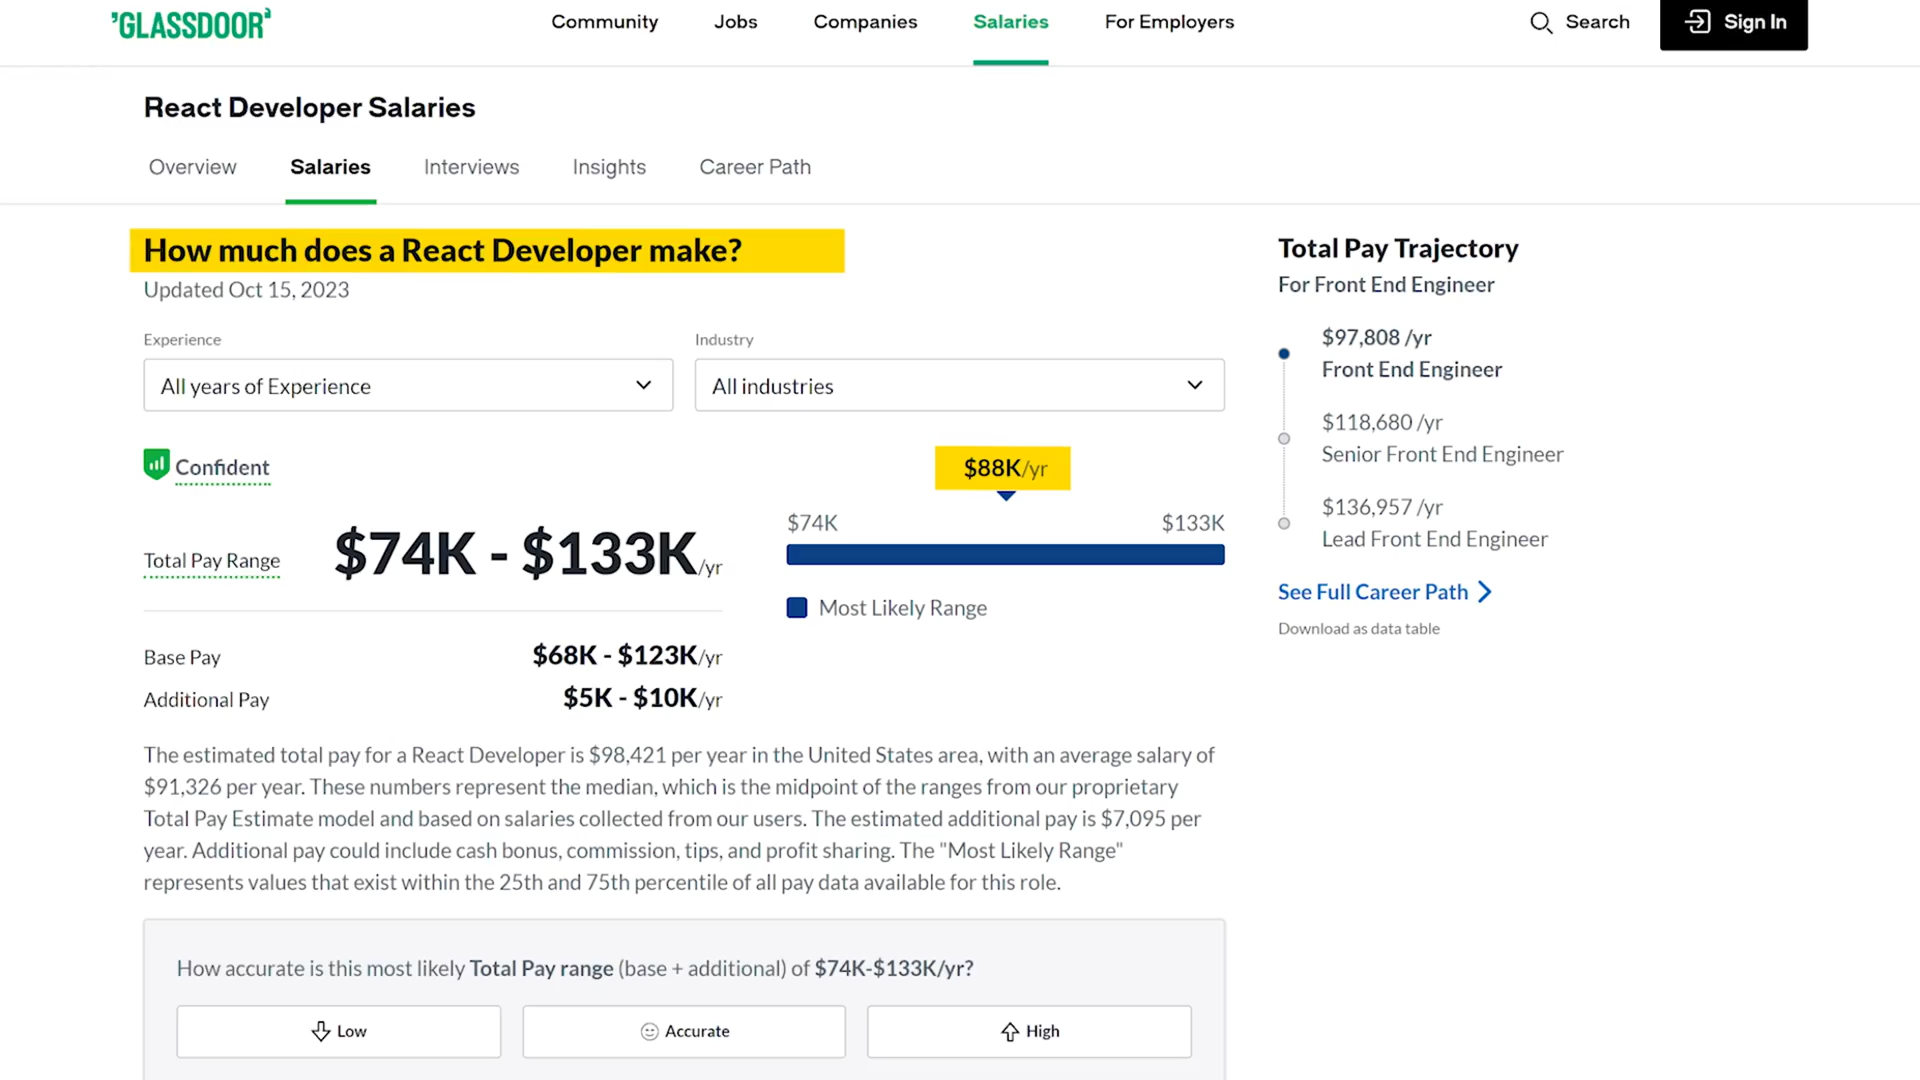 GLASSDOOR
Community Jobs Companies Salaries For Employers Search Sign In
React Developer Salaries
Overview Salaries Interviews Insights Career Path
How much does a React Developer make?
Updated Oct 15, 2023
Experience Industry
All years of Experience All industries
Confident
$88K/yr
$74K $133K
Total Pay Range $74K - $133K/yr
Most Likely Range
Base Pay $68K - $123K/yr
Additional Pay $5K - $10K/yr
The estimated total pay for a React Developer is $98,421 per year in the United States area, with an average salary of
$91,326 per year. These numbers represent the median, which is the midpoint of the ranges from our proprietary
Total Pay Estimate model and based on salaries collected from our users. The estimated additional pay is $7,095 per
year. Additional pay could include cash bonus, commission, tips, and profit sharing. The "Most Likely Range"
represents values that exist within the 25th and 75th percentile of all pay data available for this role.
How accurate is this most likely Total Pay range (base + additional) of $74K-$133K/yr?
Low Accurate High
Total Pay Trajectory
For Front End Engineer
$97,808 /yr
Front End Engineer
$118,680 /yr
Senior Front End Engineer
$136,957 /yr
Lead Front End Engineer
See Full Career Path
Download as data table